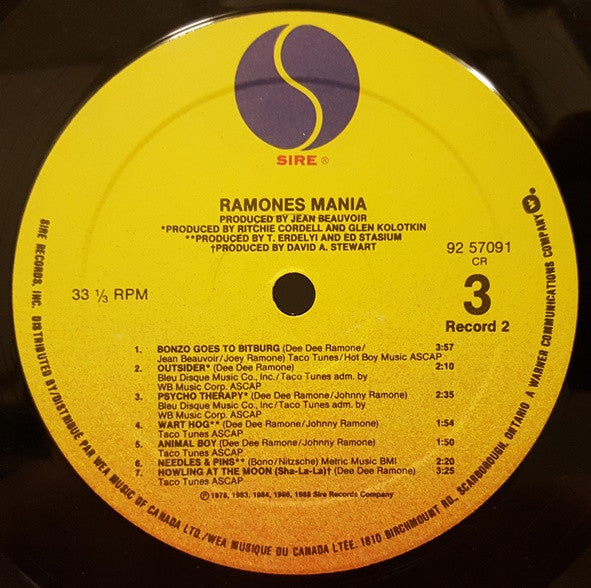 SIRE ®
RAMONES MANIA
PRODUCED BY JEAN BEAUVOIR
*PRODUCED BY RITCHIE CORDELL AND GLEN KOLOTKIN
**PRODUCED BY T. ERDELYI AND ED STASIUM
†PRODUCED BY DAVID A. STEWART
92 57091
CR
33 ⅓ RPM
3
Record 2
1. BONZO GOES TO BITBURG (Dee Dee Ramone/ 3:57
Jean Beauvoir/Joey Ramone) Taco Tunes/Hot Boy Music ASCAP
2. OUTSIDER* (Dee Dee Ramone) 2:10
Bleu Disque Music Co., Inc./Taco Tunes adm. by
WB Music Corp. ASCAP
3. PSYCHO THERAPY* (Dee Dee Ramone/Johnny Ramone) 2:35
Bleu Disque Music Co., Inc./Taco Tunes adm. by
WB Music Corp. ASCAP
4. WART HOG** (Dee Dee Ramone/Johnny Ramone) 1:54
Taco Tunes ASCAP
5. ANIMAL BOY (Dee Dee Ramone/Johnny Ramone) 1:50
Taco Tunes ASCAP
6. NEEDLES & PINS** (Bono/Nitzsche) Metric Music BMI 2:20
7. HOWLING AT THE MOON (Sha-La-La)† (Dee Dee Ramone) 3:25
Taco Tunes ASCAP
℗ 1978, 1983, 1984, 1986, 1988 Sire Records Company
SIRE RECORDS, INC. DISTRIBUTED BY/DISTRIBUÉ PAR WEA MUSIC OF CANADA LTD./WEA MUSIQUE DU CANADA LTÉE. 1810 BIRCHMOUNT RD., SCARBOROUGH, ONTARIO A WARNER COMMUNICATIONS COMPANY